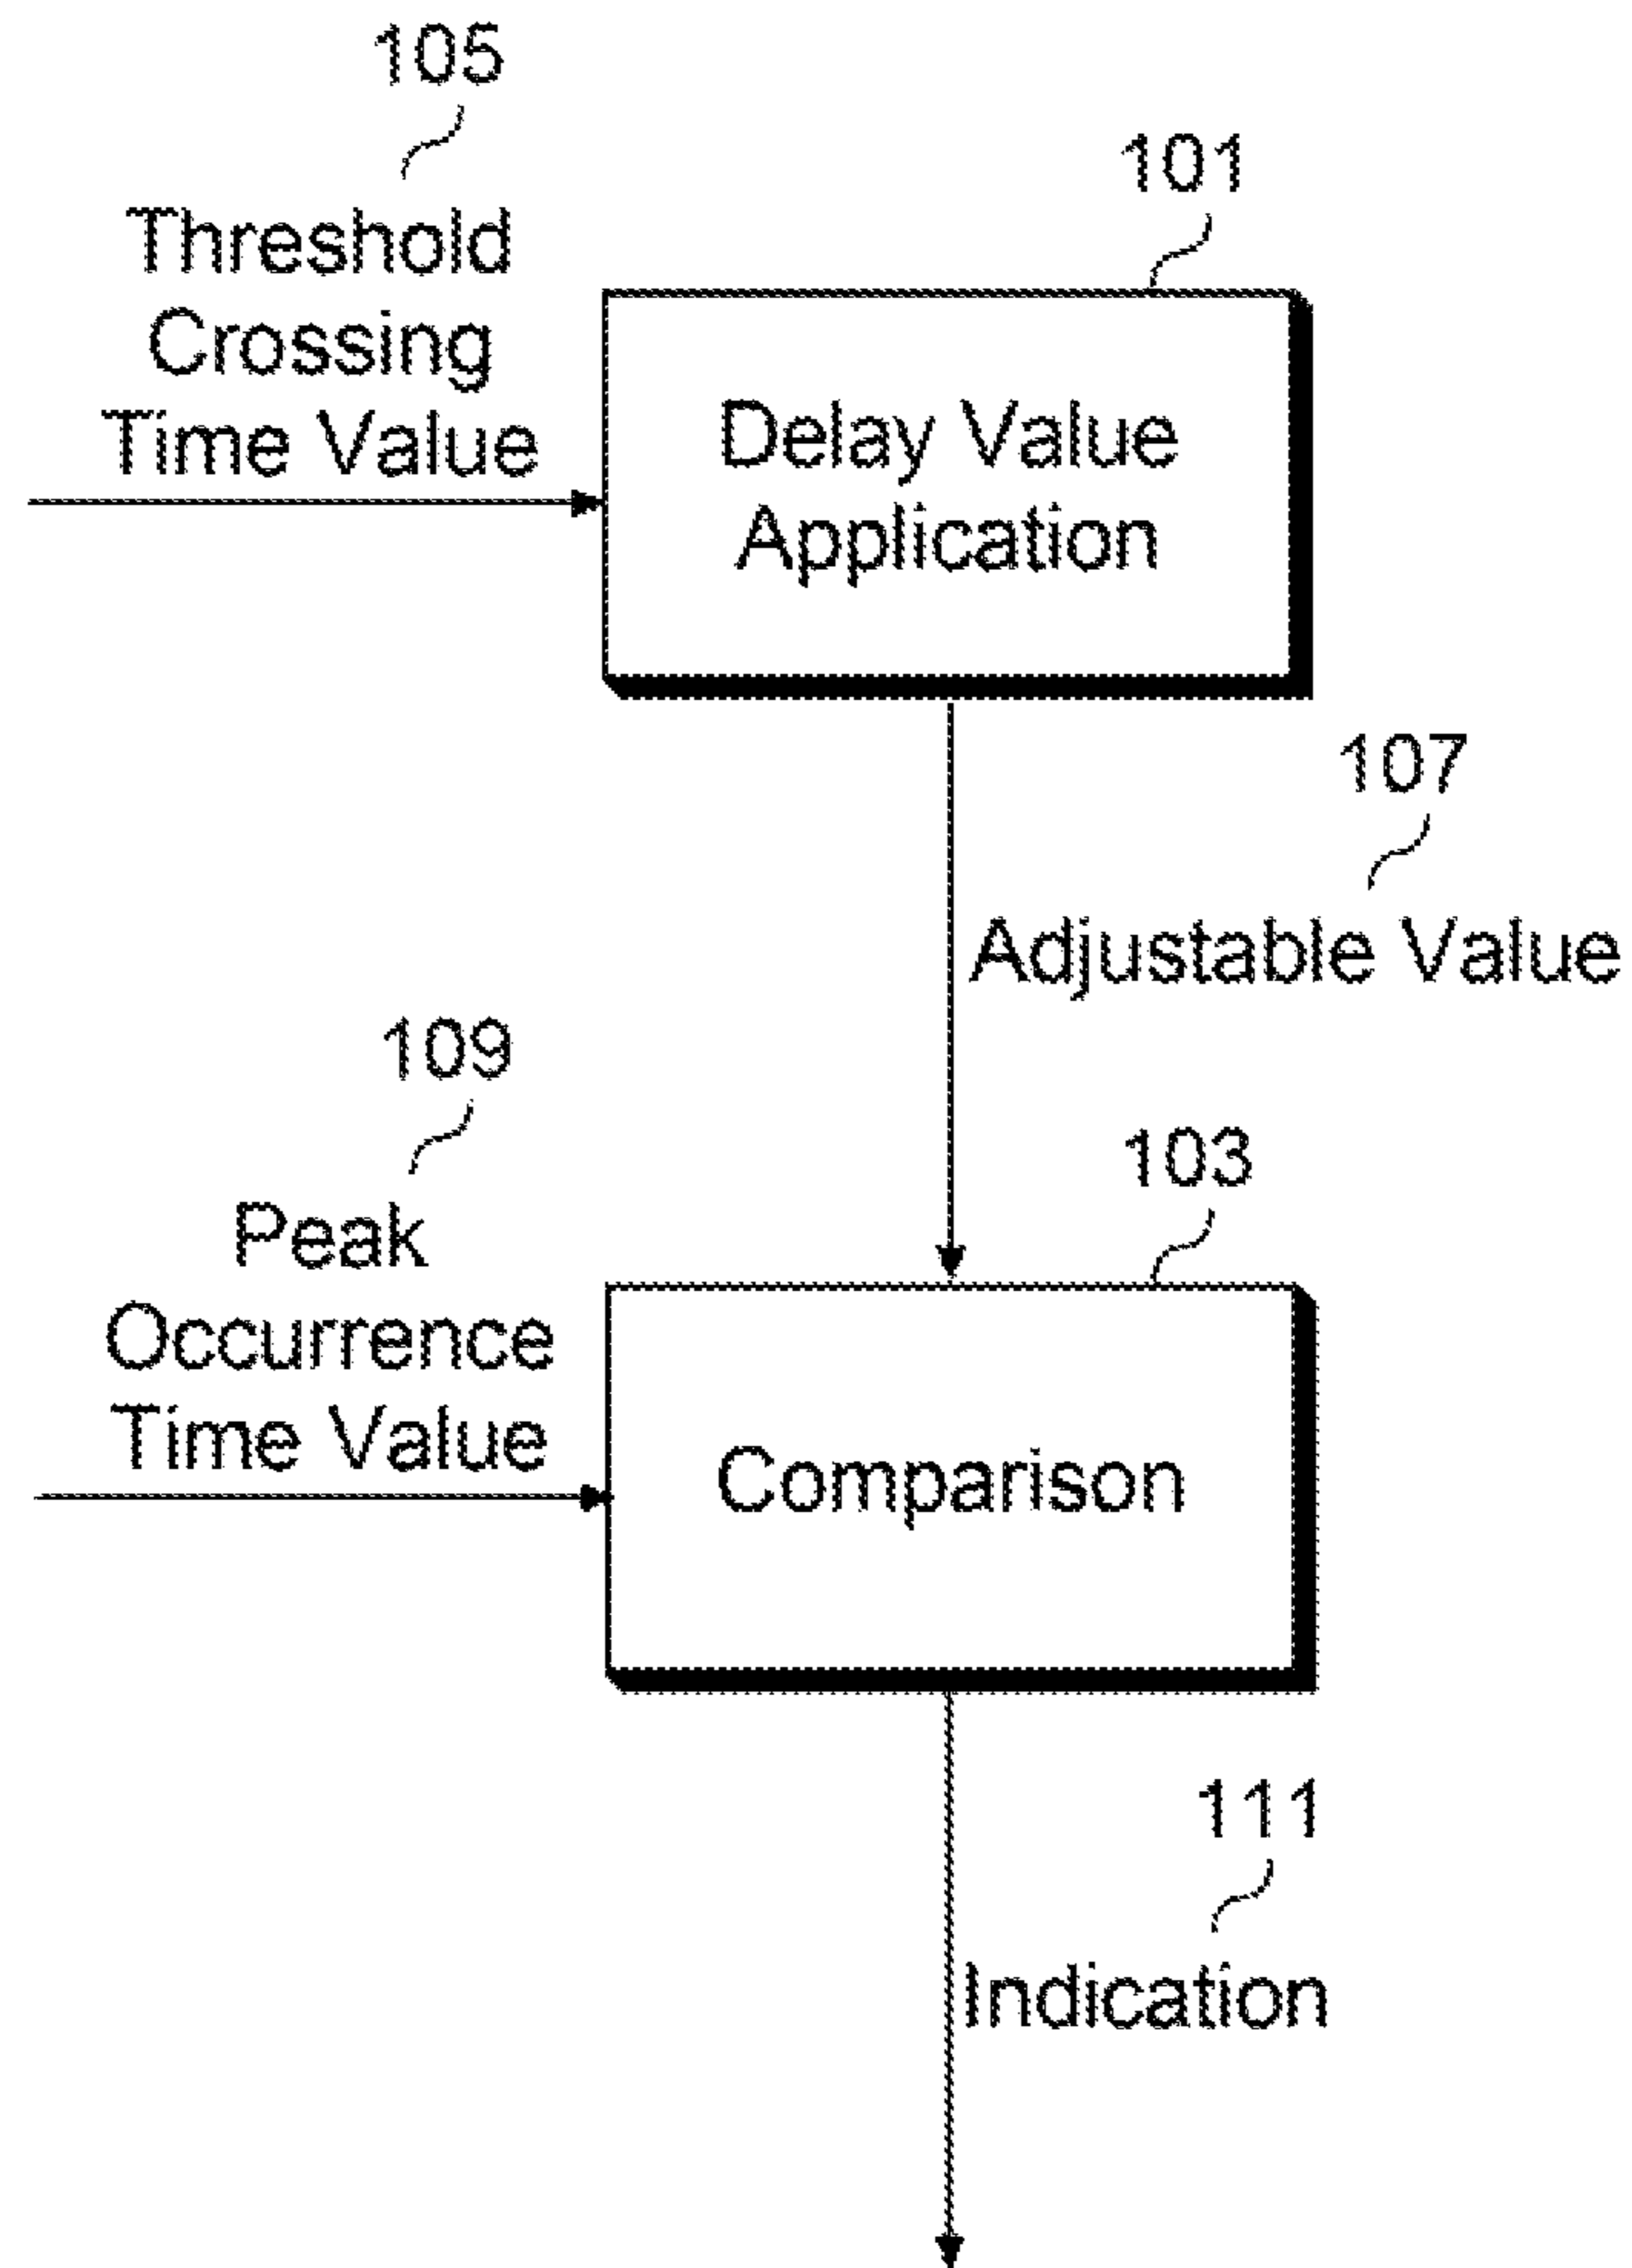 105
Threshold
Crossing
Time Value
101
Delay Value
Application
107
Adjustable Value
109
Peak
Occurrence
Time Value
103
Comparison
111
Indication